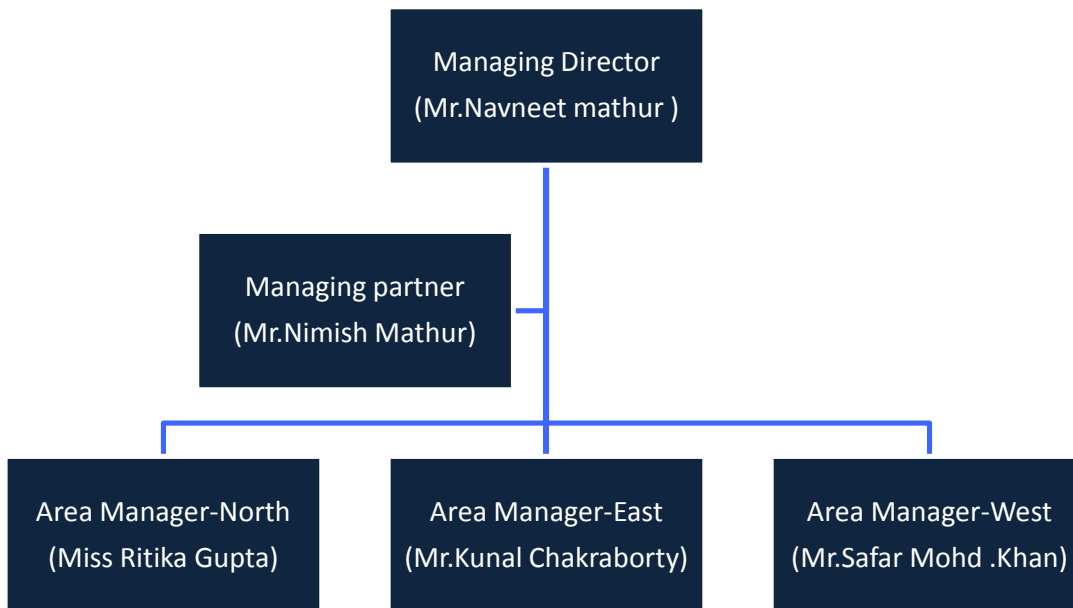 Managing Director
(Mr.Navneet mathur )
Managing partner
(Mr.Nimish Mathur)
Area Manager-North
(Miss Ritika Gupta)
Area Manager-East
(Mr.Kunal Chakraborty)
Area Manager-West
(Mr.Safar Mohd .Khan)